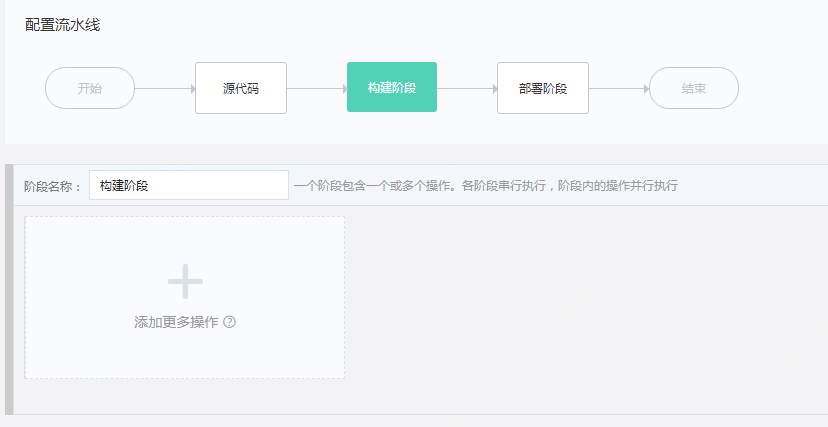 配置流水线
开始
源代码
构建阶段
部署阶段
结束
阶段名称： 构建阶段 一个阶段包含一个或多个操作。各阶段串行执行，阶段内的操作并行执行
添加更多操作 ?